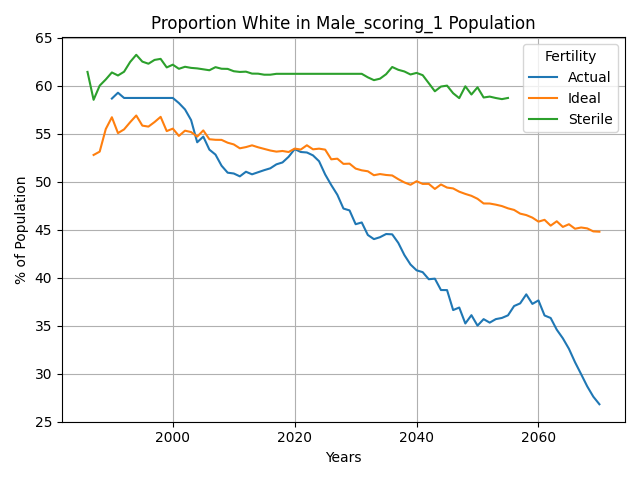 Proportion White in Male_scoring_1 Population
% of Population
65
60
55
50
45
40
35
30
25
2000
2020
2040
2060
Years
Fertility
Actual
Ideal
Sterile